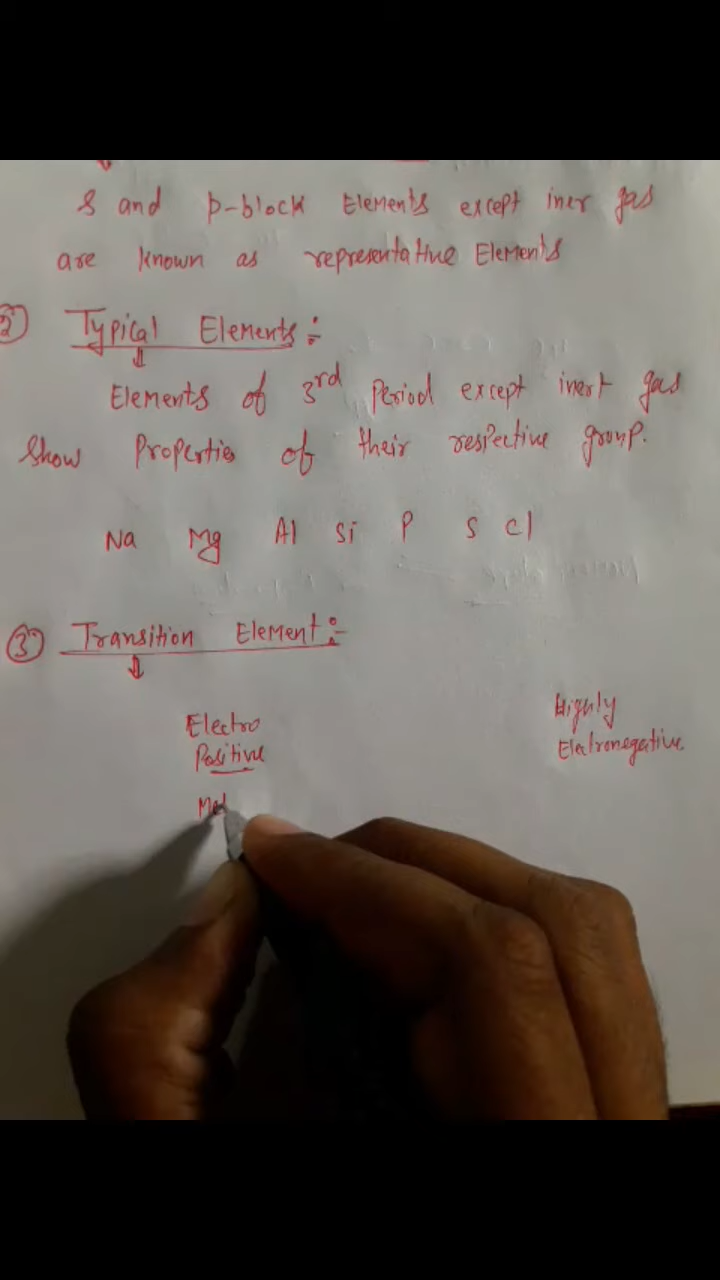 S and p-block Elements except iner gas
are known as representative Elements
② Typical Elements :-
Elements of 3rd Period except inert gas
show Properties of their respective group.
Na Mg Al Si P S Cl
③ Transition Element :-
Electro
Positive
Highly
Electronegative